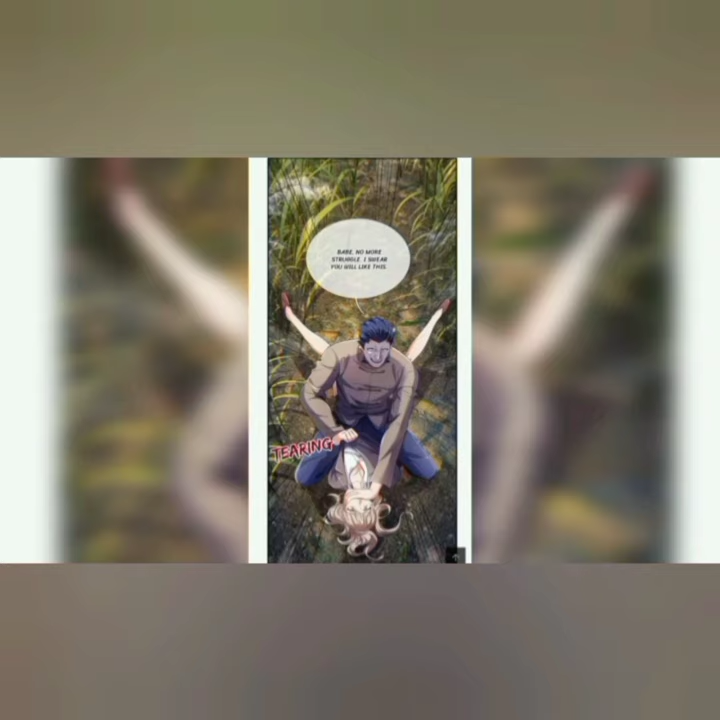 BABE, NO MORE
STRUGGLE. I SWEAR
YOU WILL LIKE THIS.
TEARING